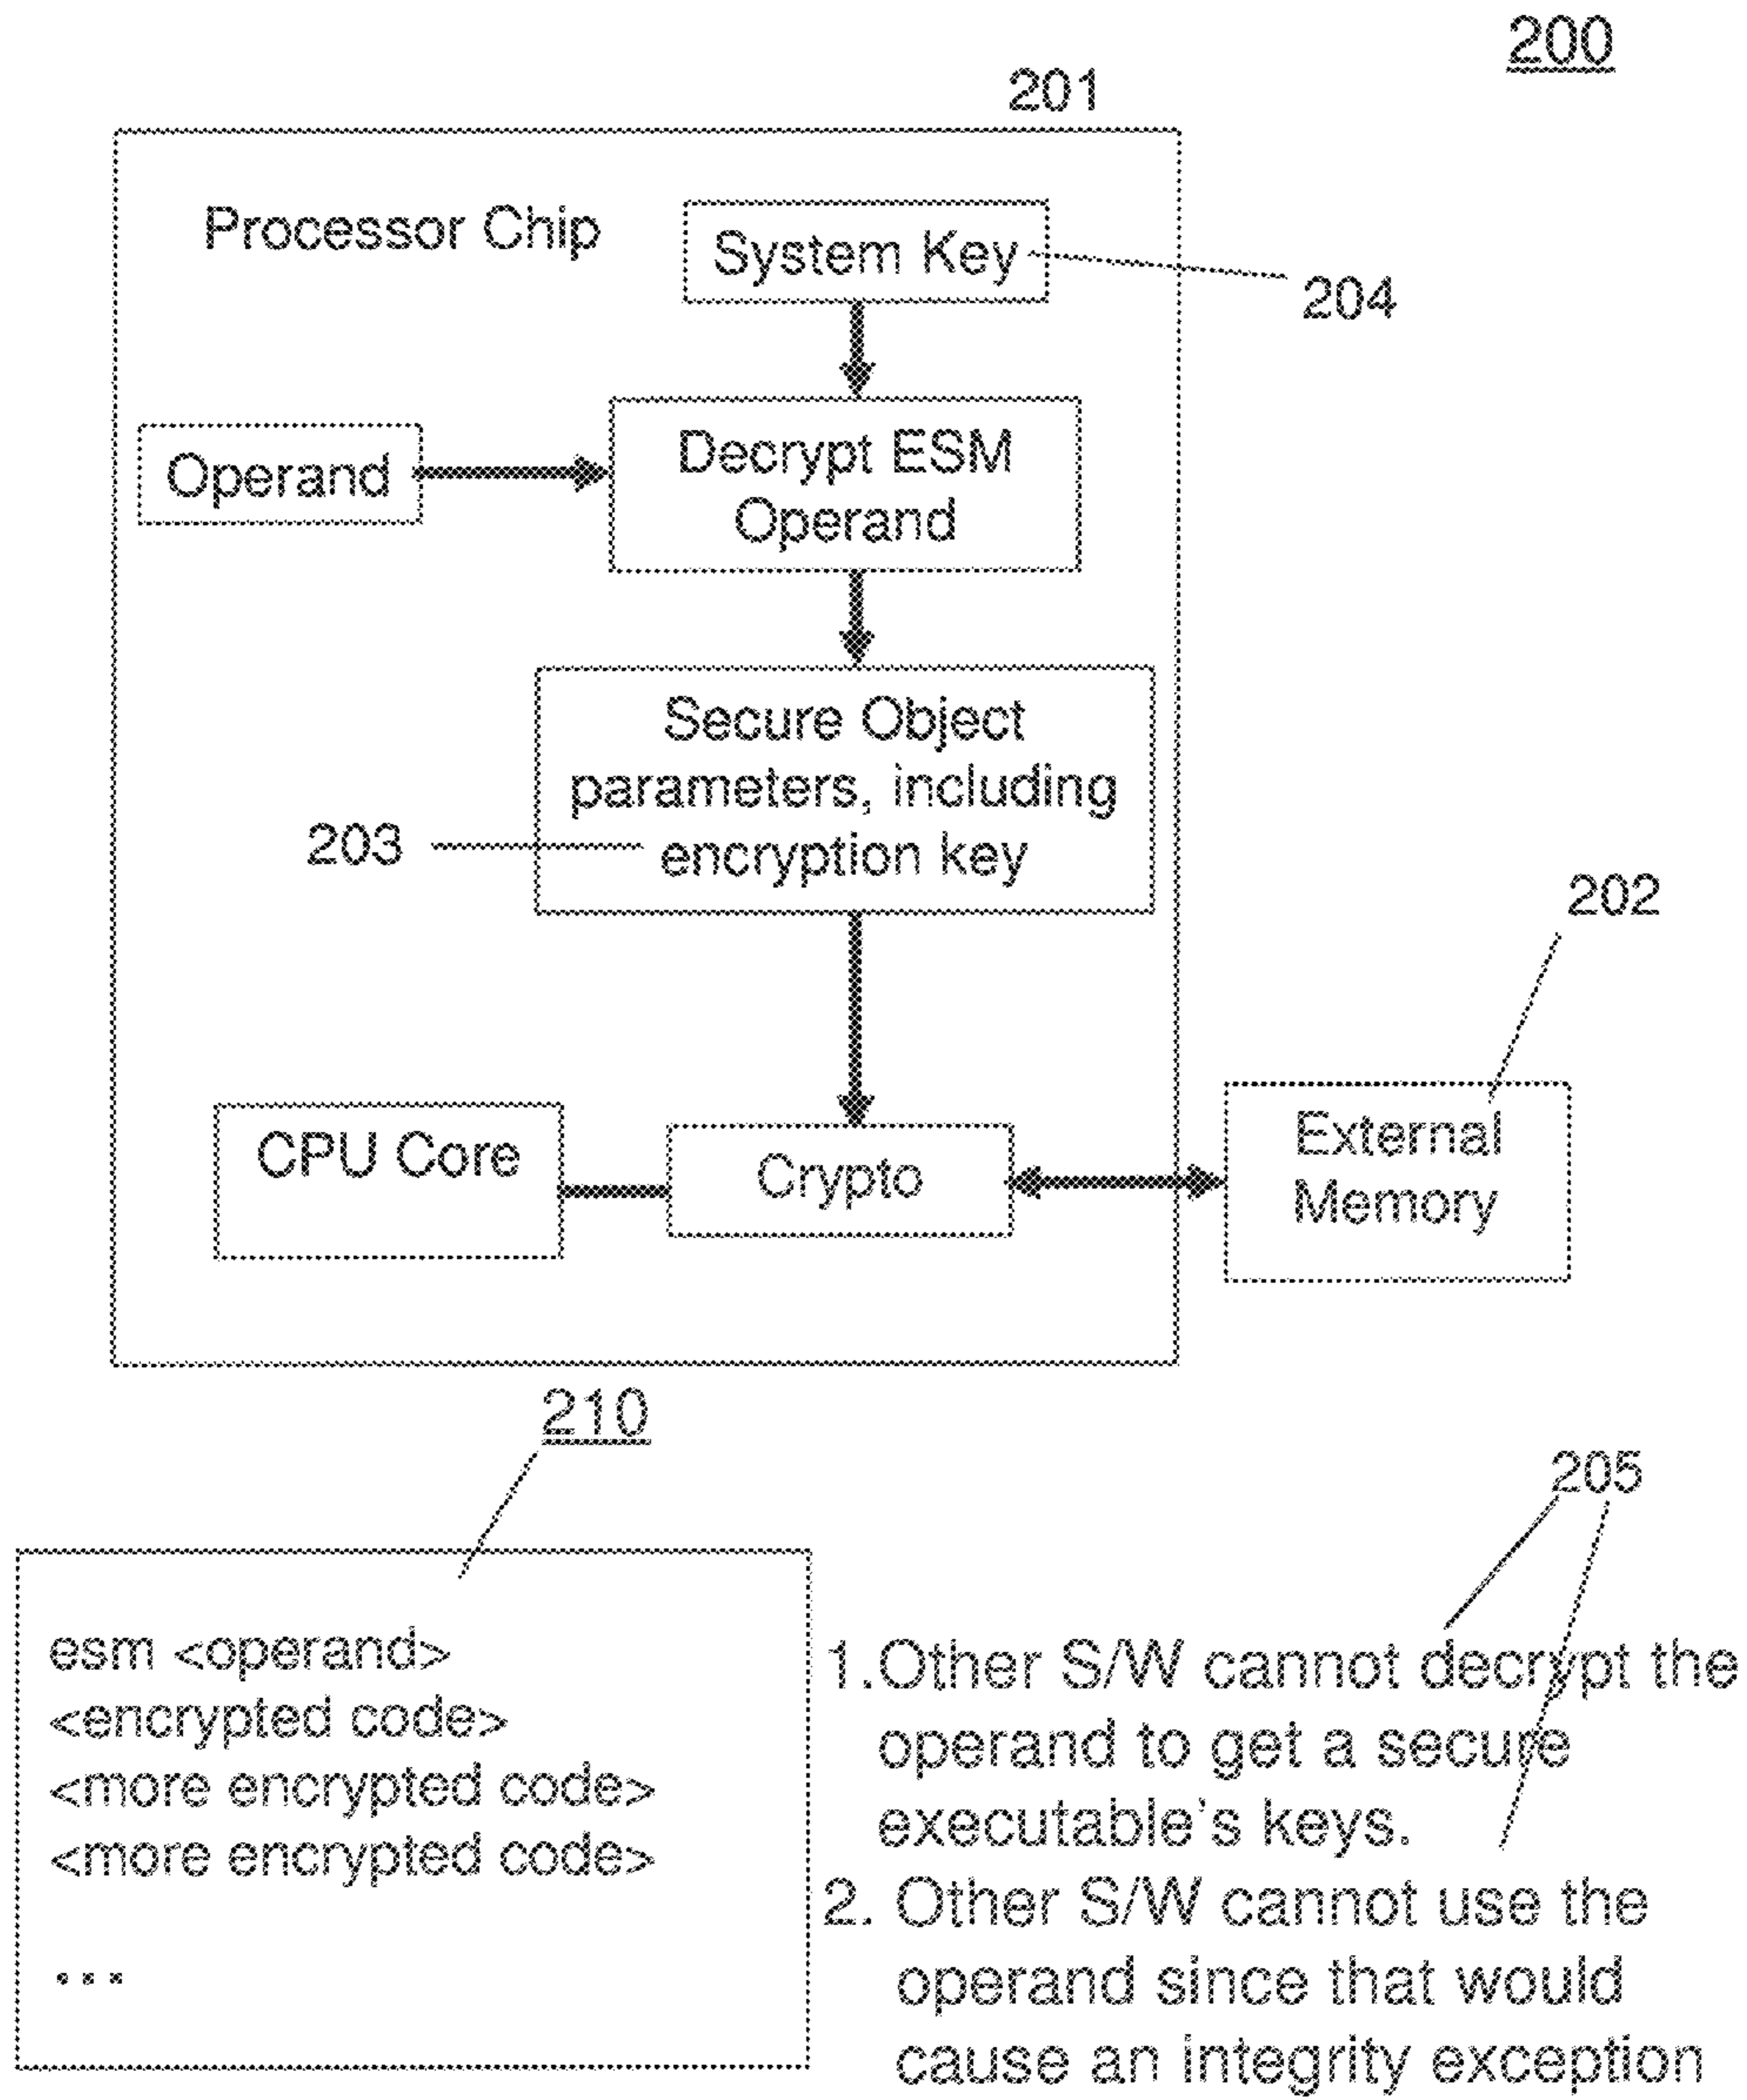 200
201
Processor Chip
System Key
204
Operand
Decrypt ESM
Operand
Secure Object
parameters, including
encryption key
203
202
CPU Core
Crypto
External
Memory
210
205
esm <operand>
<encrypted code>
<more encrypted code>
<more encrypted code>
...
1.Other S/W cannot decrypt the
operand to get a secure
executable's keys.
2. Other S/W cannot use the
operand since that would
cause an integrity exception